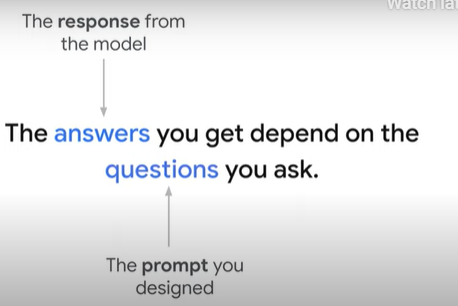 Watch lat
The response from
the model
The answers you get depend on the
questions you ask.
The prompt you
designed